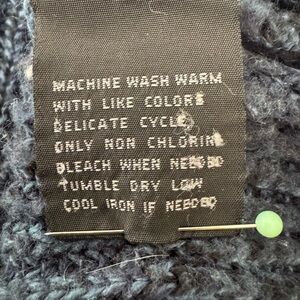 MACHINE WASH WARM
WITH LIKE COLORS
DELICATE CYCLE
ONLY NON CHLORINE
BLEACH WHEN NEEDED
TUMBLE DRY LOW
COOL IRON IF NEEDED